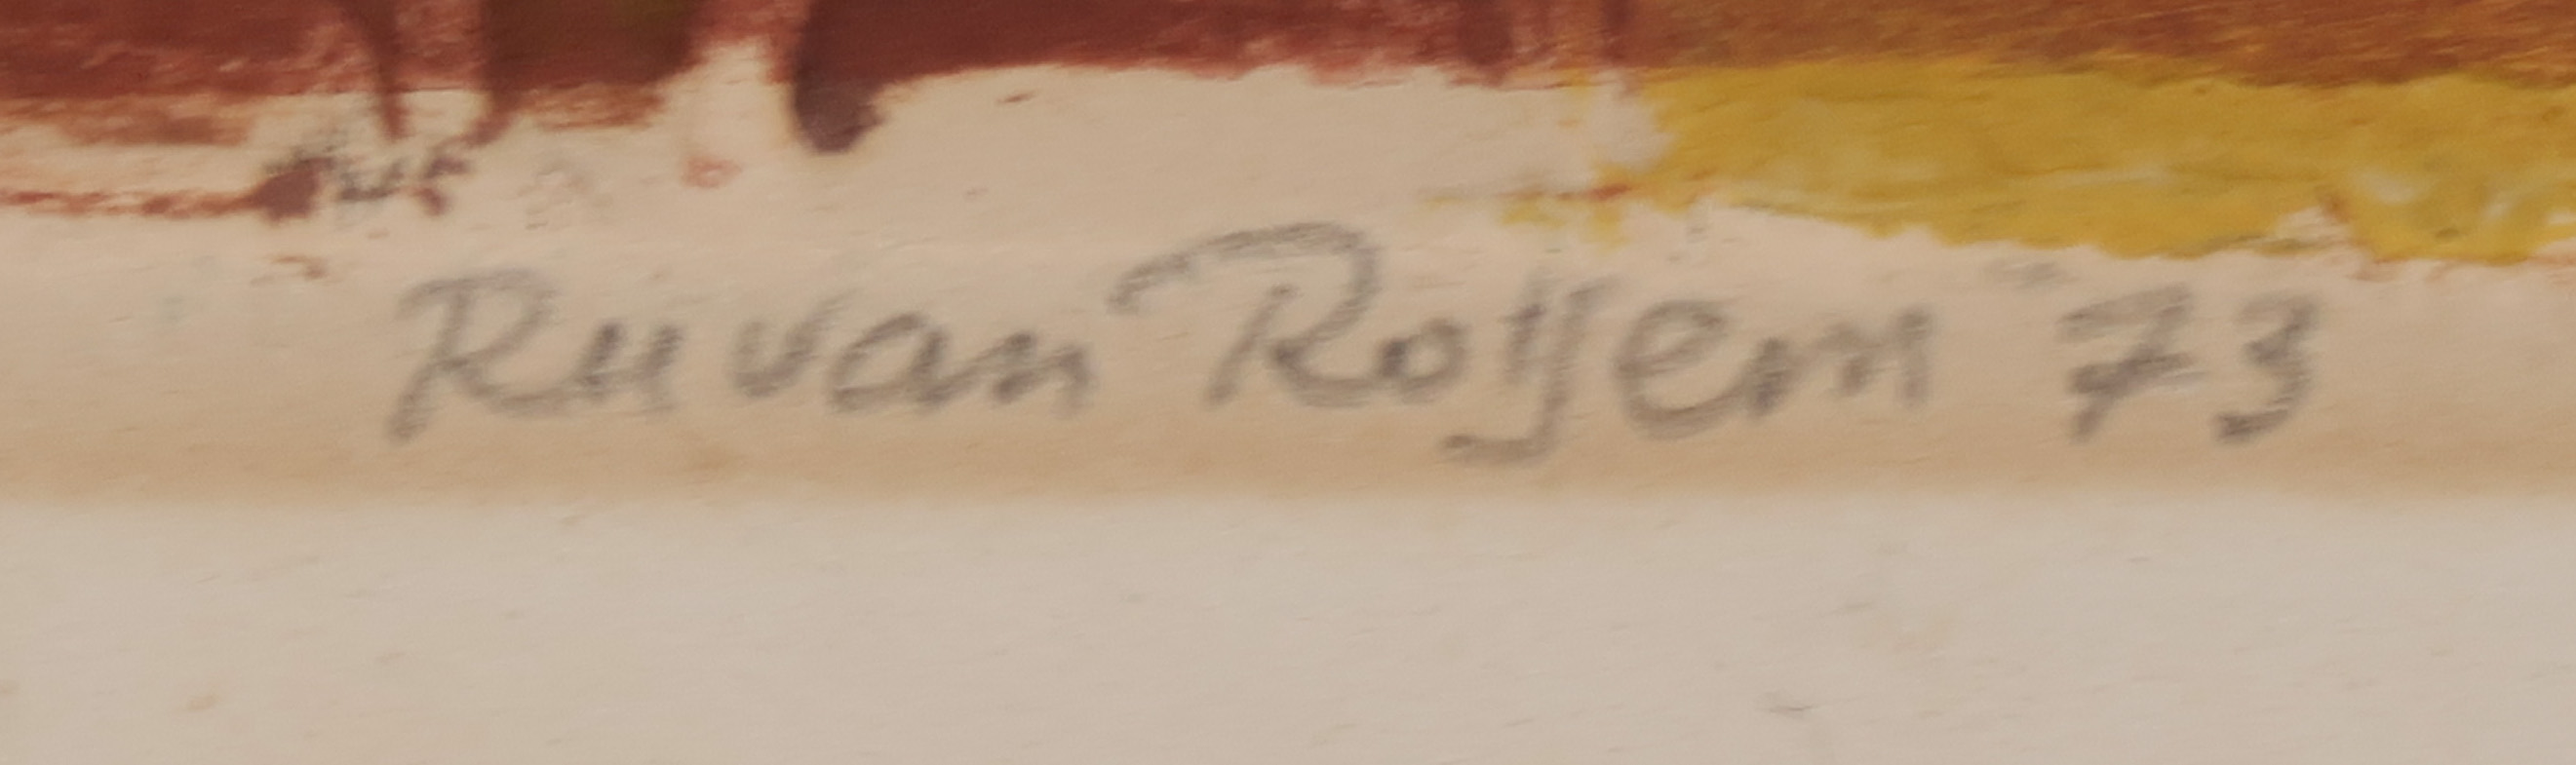 Ru van Rossem 73